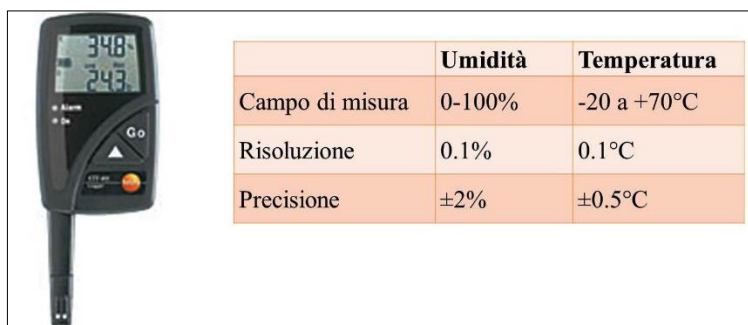 34.8 %
24.3
Alarm
On
Go
Umidità Temperatura
Campo di misura 0-100% -20 a +70°C
Risoluzione 0.1% 0.1°C
Precisione ±2% ±0.5°C